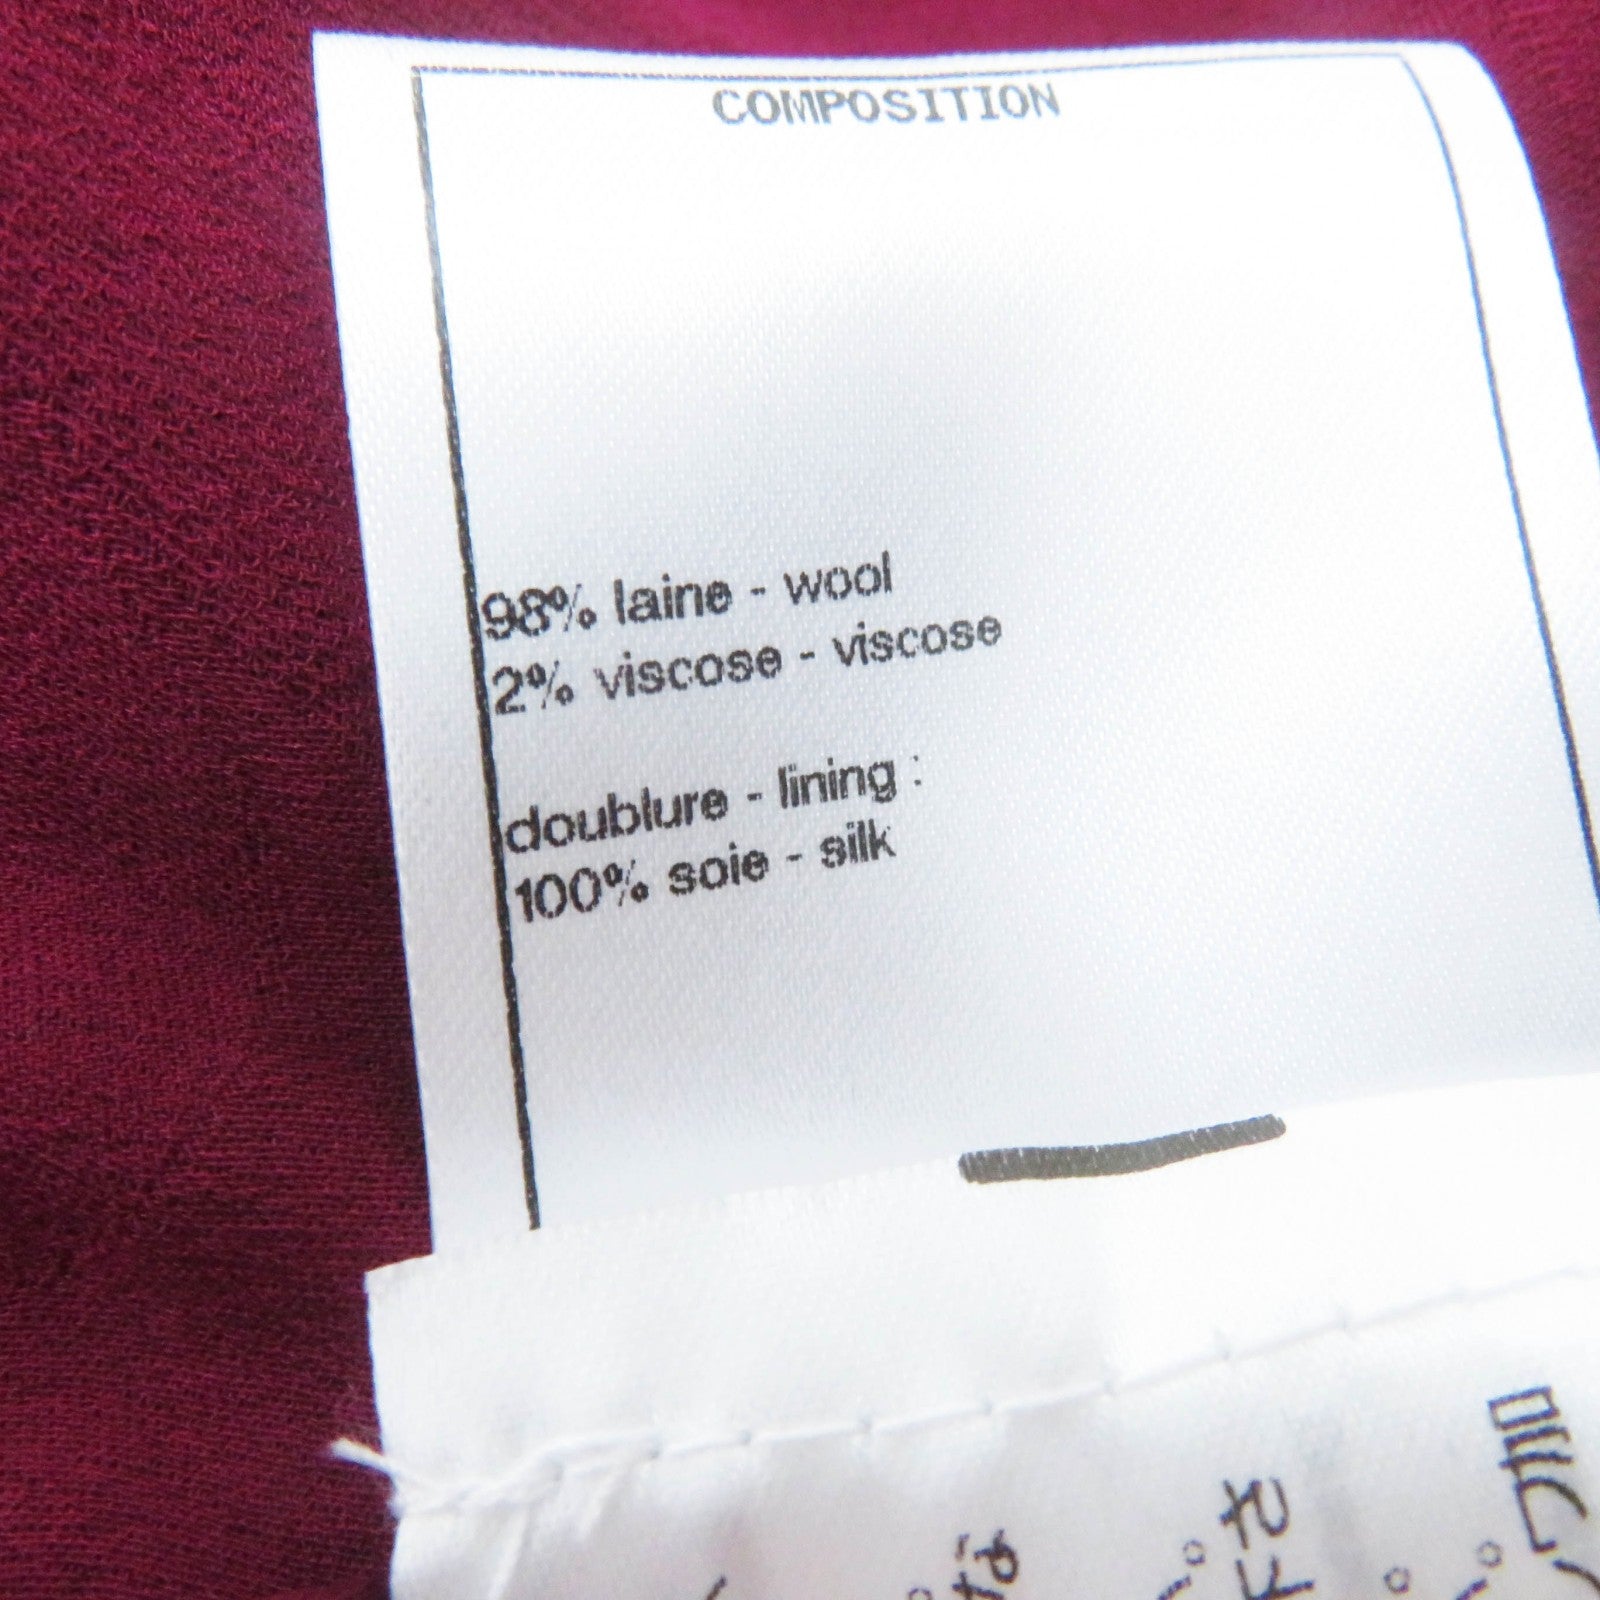 COMPOSITION
98% laine - wool
2% viscose - viscose
doublure - lining :
100% soie - silk